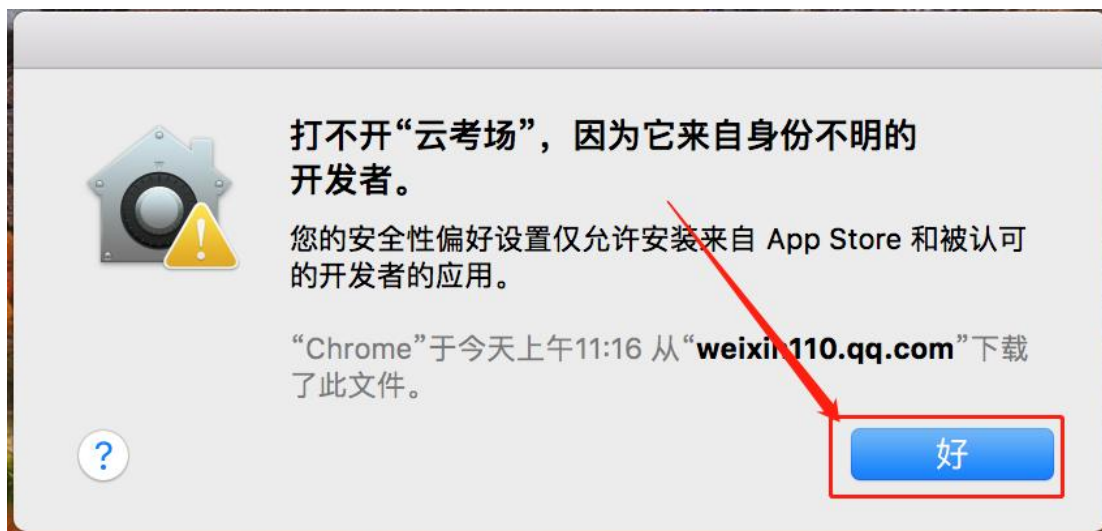 打不开“云考场”，因为它来自身份不明的
开发者。
您的安全性偏好设置仅允许安装来自 App Store 和被认可
的开发者的应用。
“Chrome”于今天上午11:16 从“weixin110.qq.com”下载
了此文件。
?
好